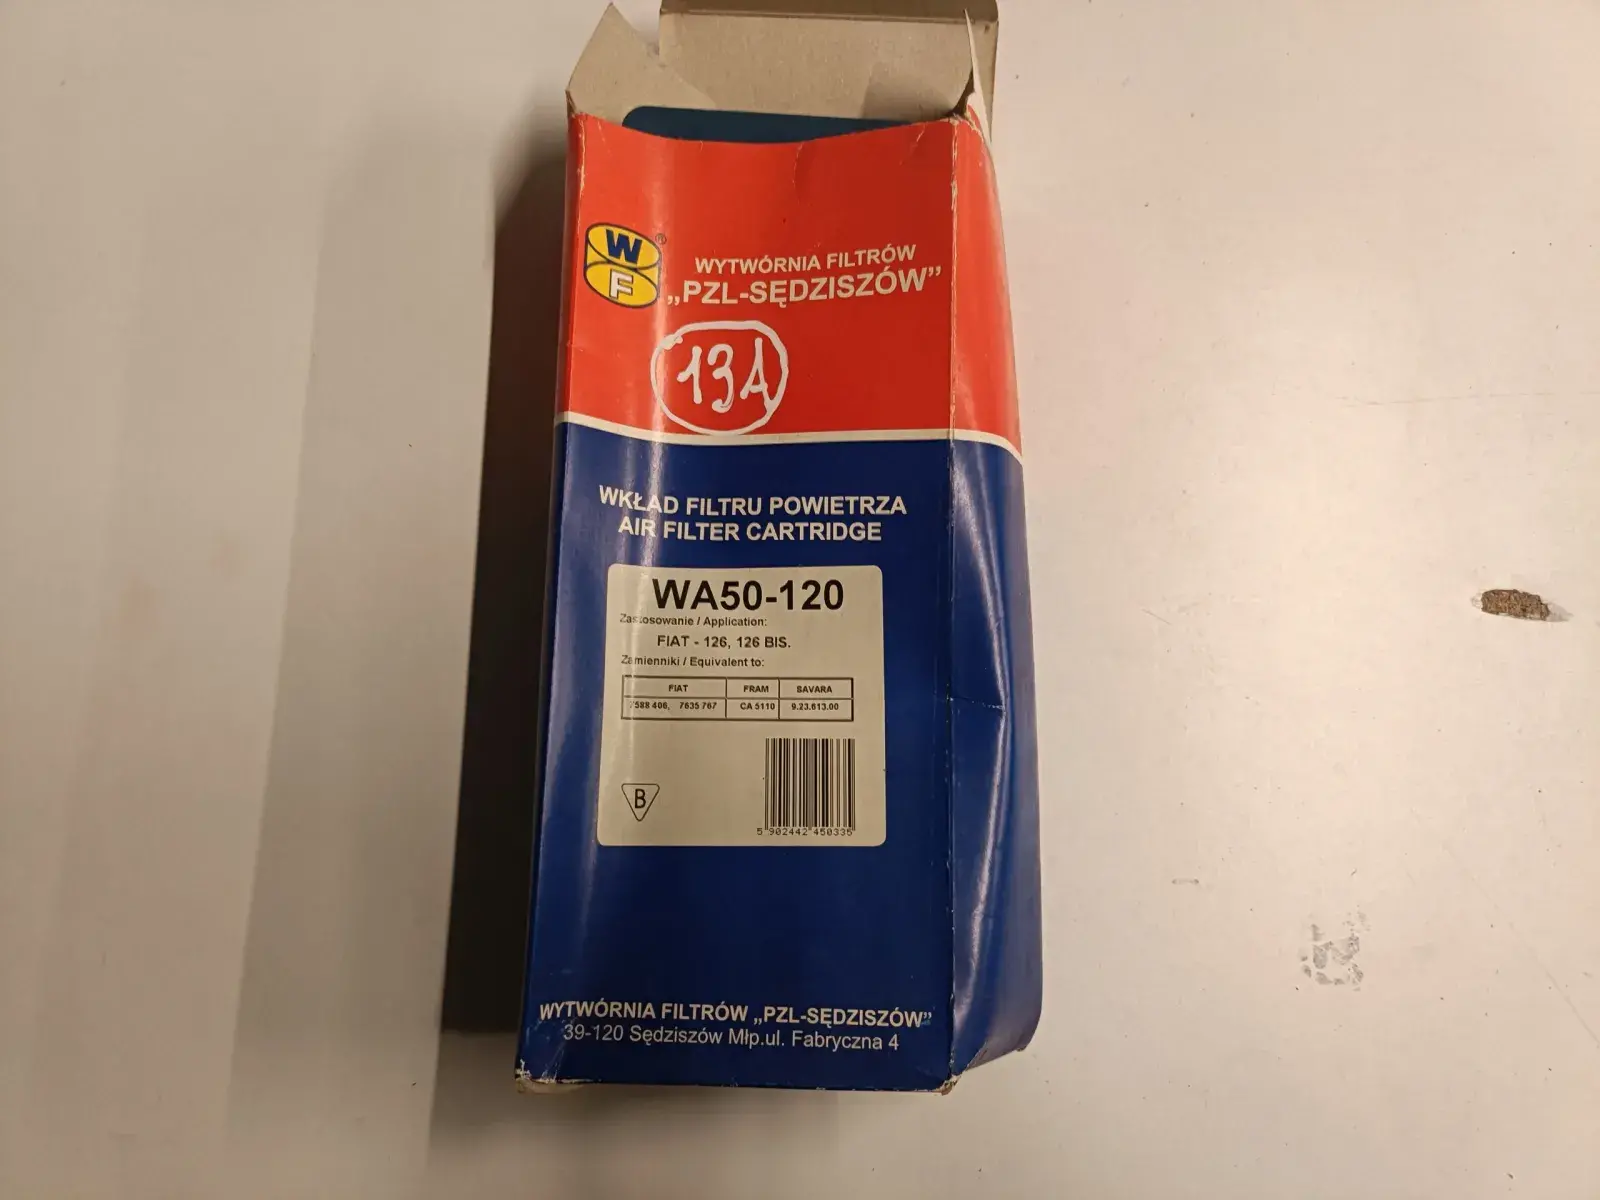 W
F
®
WYTWÓRNIA FILTRÓW
„PZL-SĘDZISZÓW”
13A
WKŁAD FILTRU POWIETRZA
AIR FILTER CARTRIDGE
WA50-120
Zastosowanie / Application:
FIAT - 126, 126 BIS.
Zamienniki / Equivalent to:
FIAT FRAM SAVARA
7588 406, 7635 767 CA 5110 9.23.613.00
B
5 902442 450335
WYTWÓRNIA FILTRÓW „PZL-SĘDZISZÓW”
39-120 Sędziszów Młp.ul. Fabryczna 4